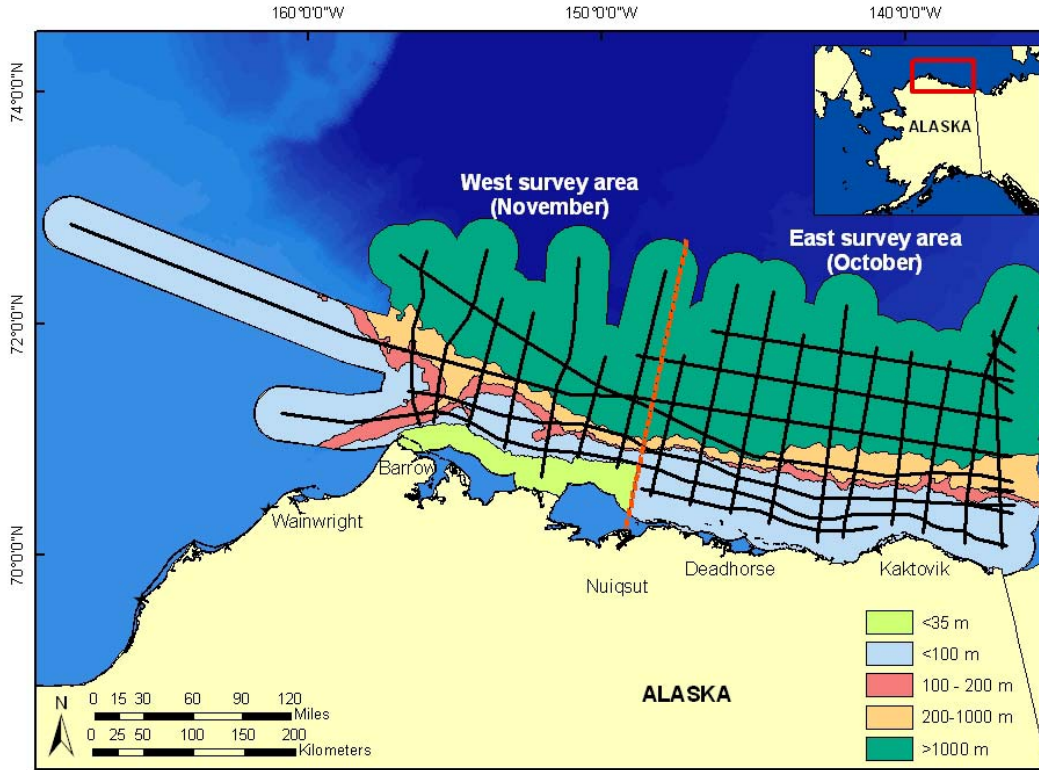 160°0'0"W
150°0'0"W
140°0'0"W
74°0'0"N
72°0'0"N
70°0'0"N
ALASKA
West survey area
(November)
East survey area
(October)
Barrow
Wainwright
Nuiqsut
Deadhorse
Kaktovik
<35 m
<100 m
100 - 200 m
200-1000 m
>1000 m
ALASKA
N
0 15 30 60 90 120
Miles
0 25 50 100 150 200
Kilometers